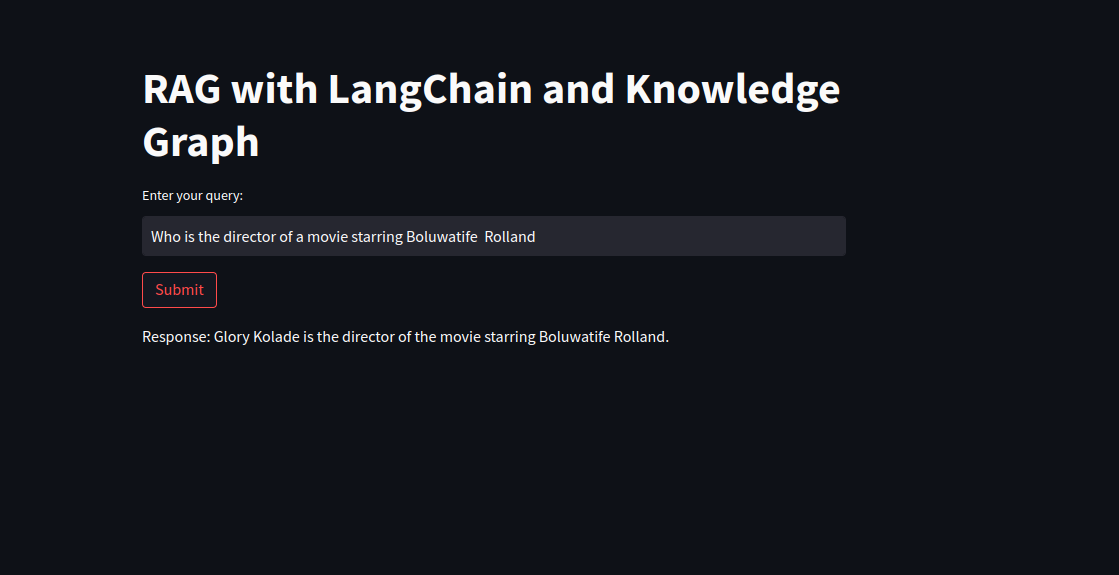 RAG with LangChain and Knowledge
Graph
Enter your query:
Who is the director of a movie starring Boluwatife  Rolland
Submit
Response: Glory Kolade is the director of the movie starring Boluwatife Rolland.